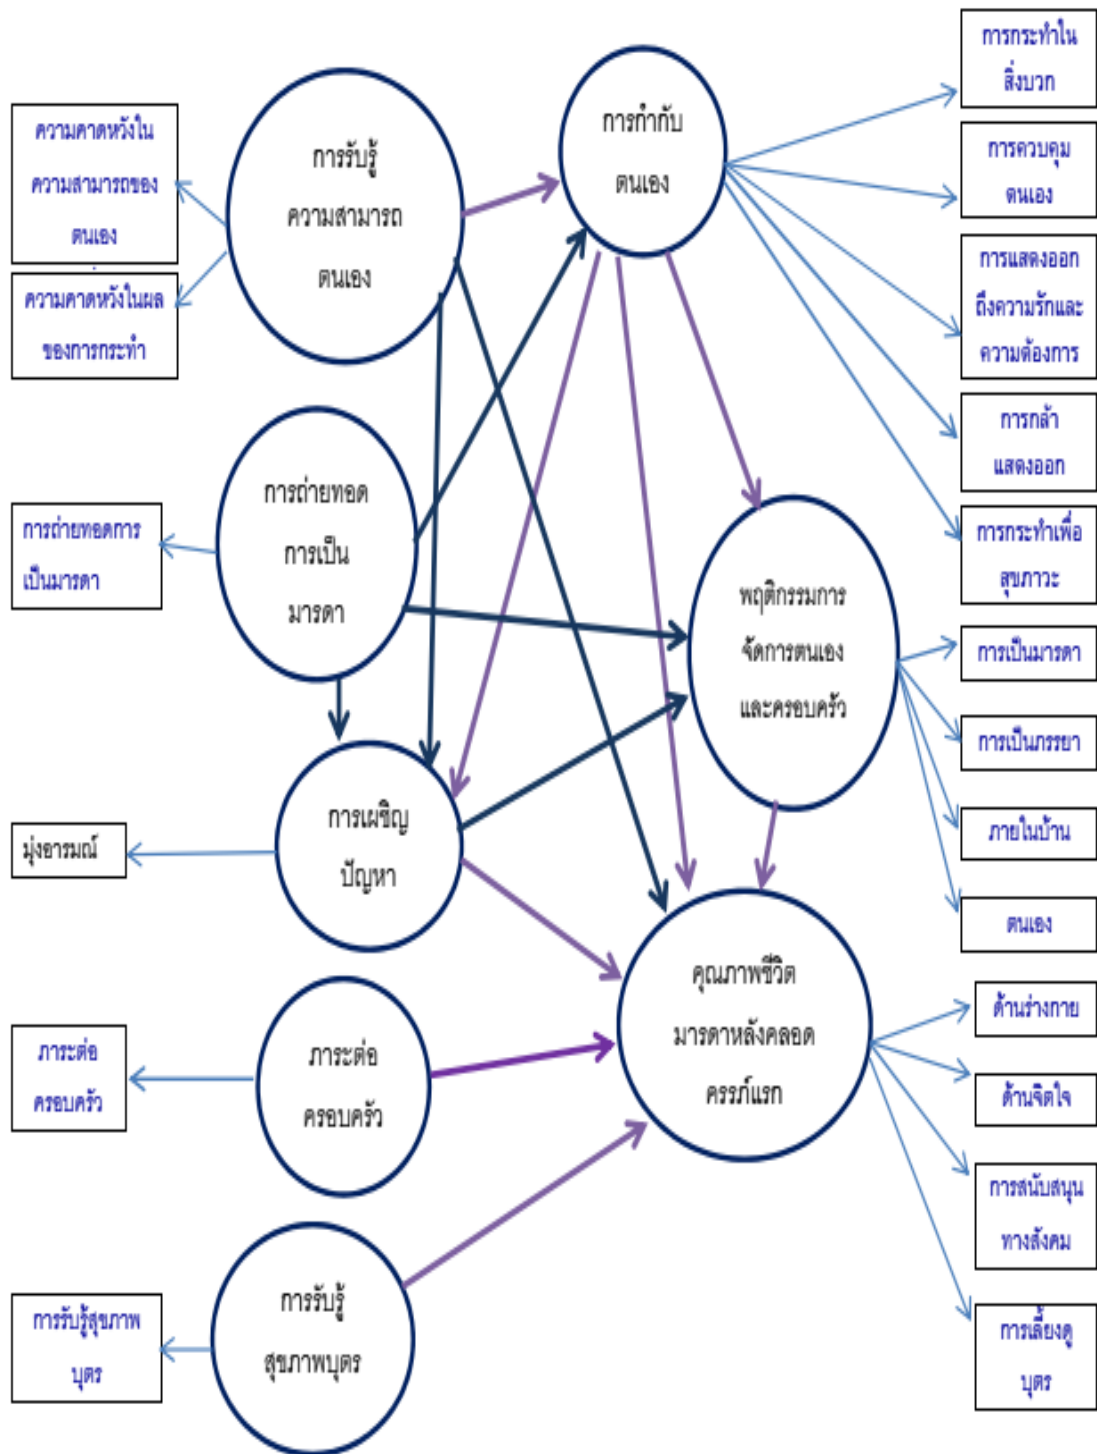 การกระทำใน
สิ่งบวก
การกำกับ
ตนเอง
ความคาดหวังใน
ความสามารถของ
ตนเอง
การรับรู้
ความสามารถ
ตนเอง
การควบคุม
ตนเอง
การแสดงออก
ถึงความรักและ
ความต้องการ
ความคาดหวังในผล
ของการกระทำ
การกล้า
แสดงออก
การถ่ายทอด
การเป็น
มารดา
การถ่ายทอดการ
เป็นมารดา
การกระทำเพื่อ
สุขภาวะ
พฤติกรรมการ
จัดการตนเอง
และครอบครัว
การเป็นมารดา
การเป็นภรรยา
ภายในบ้าน
ตนเอง
การเผชิญ
ปัญหา
มุ่งอารมณ์
คุณภาพชีวิต
มารดาหลังคลอด
ครรภ์แรก
ด้านร่างกาย
ด้านจิตใจ
การสนับสนุน
ทางสังคม
การเลี้ยงดู
บุตร
ภาระต่อ
ครอบครัว
ภาระต่อ
ครอบครัว
การรับรู้
สุขภาพบุตร
การรับรู้สุขภาพ
บุตร